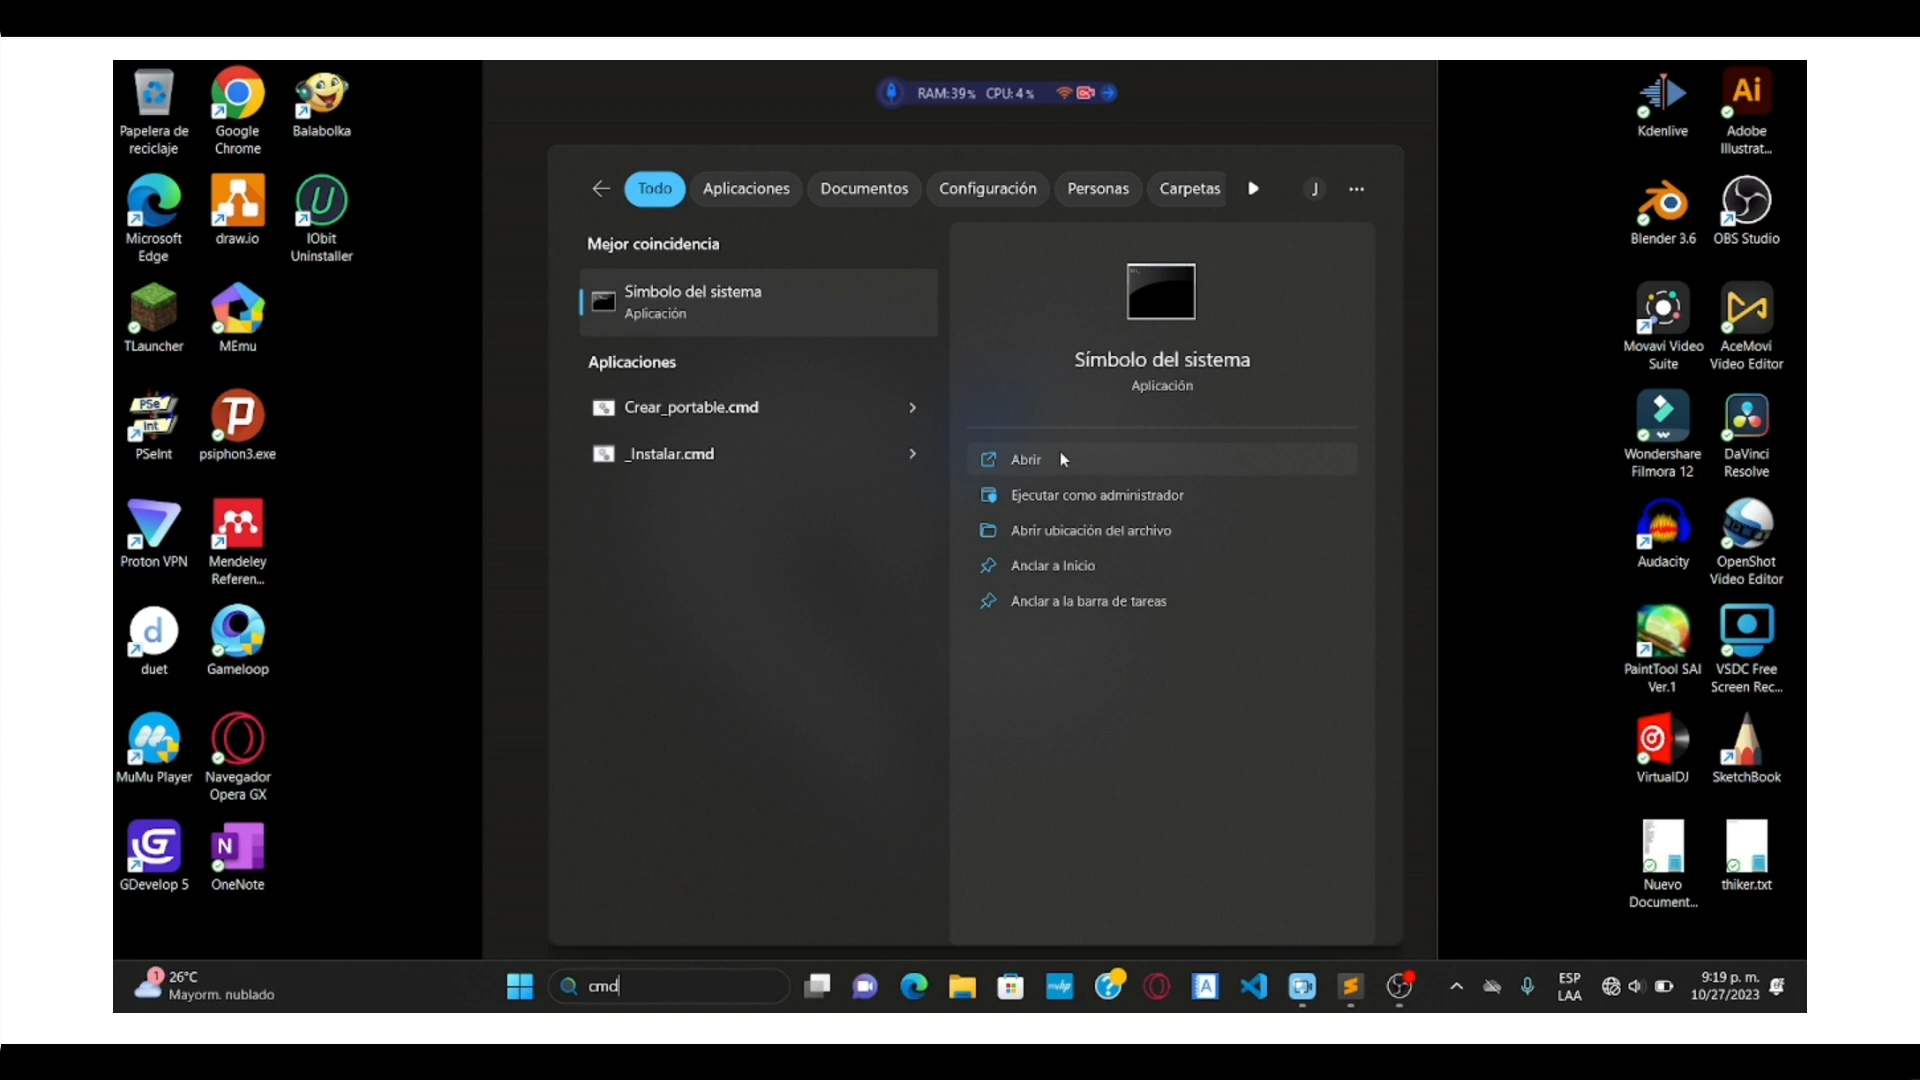 RAM:39% CPU:4%
Papelera de
reciclaje
Google
Chrome
Balabolka
Microsoft
Edge
draw.io
IObit
Uninstaller
TLauncher
MEmu
PSeInt
psiphon3.exe
Proton VPN
Mendeley
Referen...
duet
Gameloop
MuMu Player
Navegador
Opera GX
GDevelop 5
OneNote
Todo
Aplicaciones
Documentos
Configuración
Personas
Carpetas
J
Mejor coincidencia
Símbolo del sistema
Aplicación
Aplicaciones
Crear_portable.cmd
_Instalar.cmd
Símbolo del sistema
Aplicación
Abrir
Ejecutar como administrador
Abrir ubicación del archivo
Anclar a Inicio
Anclar a la barra de tareas
Kdenlive
Ai
Adobe
Illustrat...
Blender 3.6
OBS Studio
Movavi Video
Suite
AceMovi
Video Editor
Wondershare
Filmora 12
DaVinci
Resolve
Audacity
OpenShot
Video Editor
PaintTool SAI
Ver.1
VSDC Free
Screen Rec...
VirtualDJ
SketchBook
Nuevo
Document...
thiker.txt
1
26°C
Mayorm. nublado
cmd
ESP
LAA
9:19 p. m.
10/27/2023